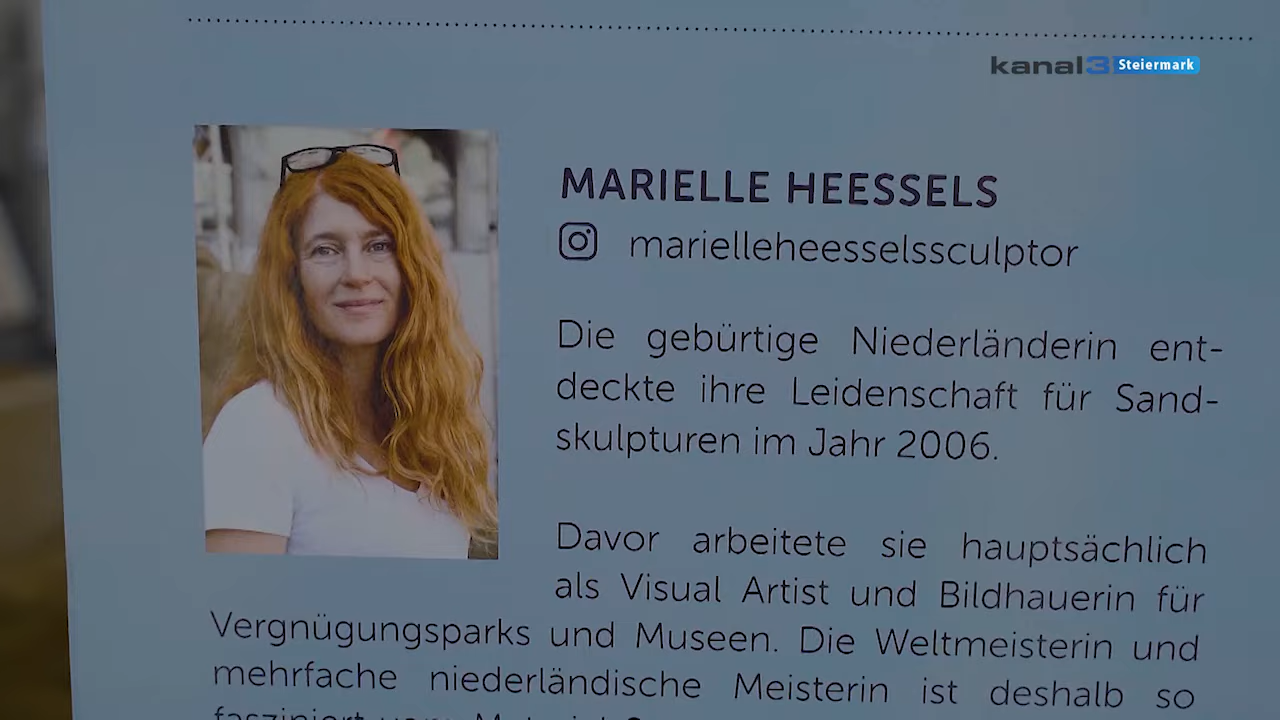 kanal3 Steiermark
MARIELLE HEESSELS
marielleheesselssculptor
Die gebürtige Niederländerin ent-
deckte ihre Leidenschaft für Sand-
skulpturen im Jahr 2006.
Davor arbeitete sie hauptsächlich
als Visual Artist und Bildhauerin für
Vergnügungsparks und Museen. Die Weltmeisterin und
mehrfache niederländische Meisterin ist deshalb so
fasziniert vom